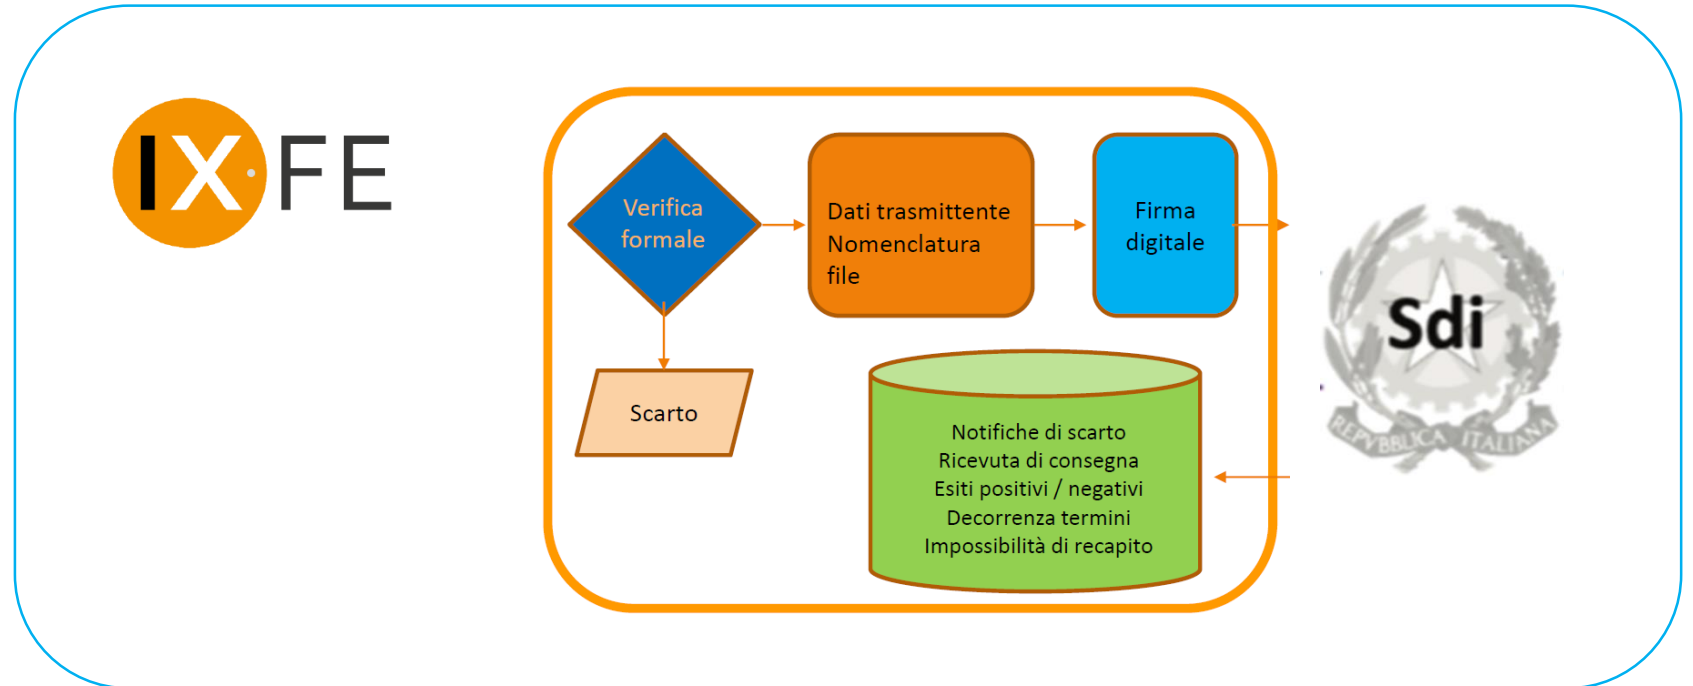 IX·FE
Verifica
formale
Dati trasmittente
Nomenclatura
file
Firma
digitale
Sdi
REPVBBLICA ITALIANA
Scarto
Notifiche di scarto
Ricevuta di consegna
Esiti positivi / negativi
Decorrenza termini
Impossibilità di recapito